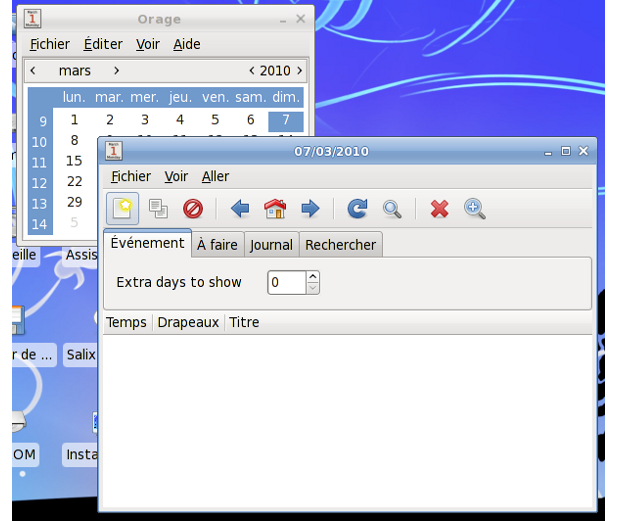 Orage
Fichier Éditer Voir Aide
mars 2010
lun. mar. mer. jeu. ven. sam. dim.
9 1 2 3 4 5 6 7
10 8
11 15
12 22
13 29
14 5
07/03/2010
Fichier Voir Aller
Événement À faire Journal Rechercher
Extra days to show 0
Temps Drapeaux Titre
eille Assis
r de ... Salix
OM Insta